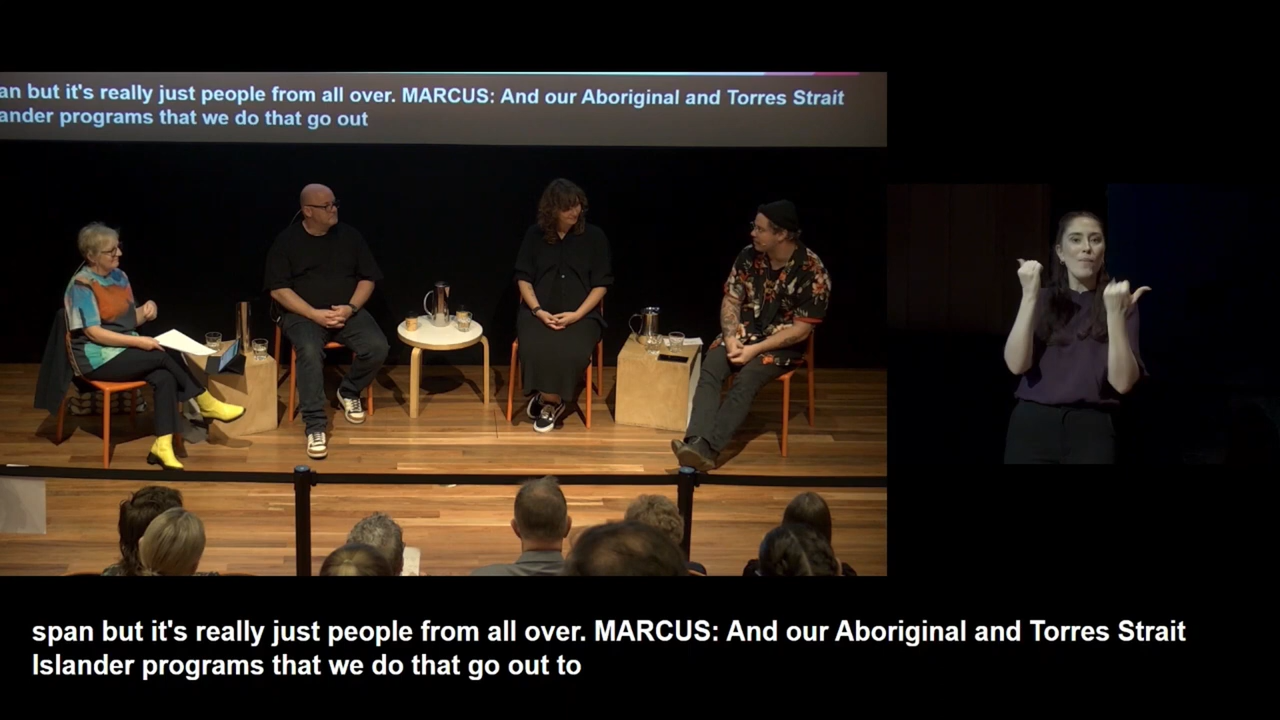 an but it's really just people from all over. MARCUS: And our Aboriginal and Torres Strait
ander programs that we do that go out
span but it's really just people from all over. MARCUS: And our Aboriginal and Torres Strait
Islander programs that we do that go out to